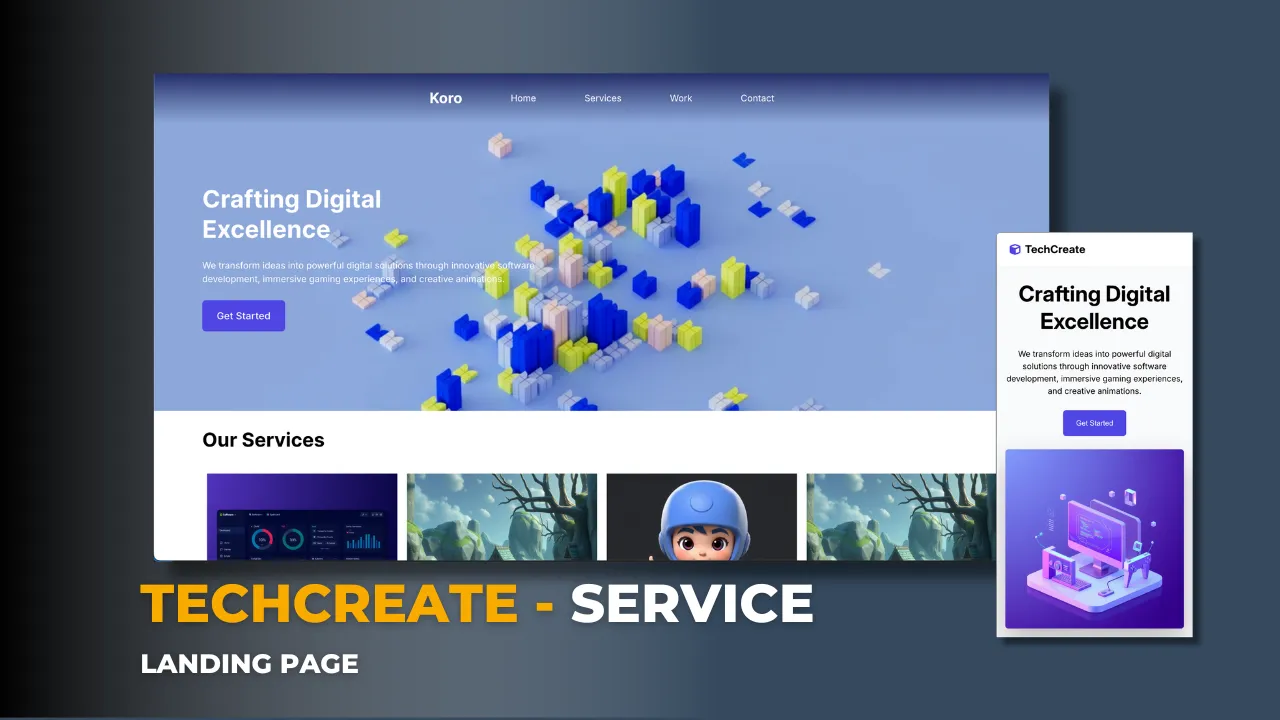 Koro Home Services Work Contact
Crafting Digital
Excellence
We transform ideas into powerful digital solutions through innovative software
development, immersive gaming experiences, and creative animations.
Get Started
Our Services
TechCreate
Crafting Digital
Excellence
We transform ideas into powerful digital
solutions through innovative software
development, immersive gaming experiences,
and creative animations.
Get Started
TECHCREATE - SERVICE
LANDING PAGE